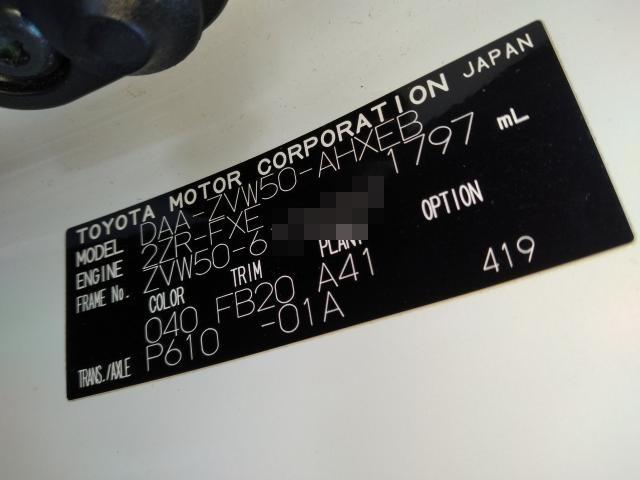 TOYOTA MOTOR CORPORATION JAPAN
MODEL DAA-ZVW50-AHXEB
ENGINE 2ZR-FXE 1797 mL
FRAME No. ZVW50-6
COLOR TRIM PLANT OPTION
040 FB20 A41 419
TRANS./AXLE P610 -01A